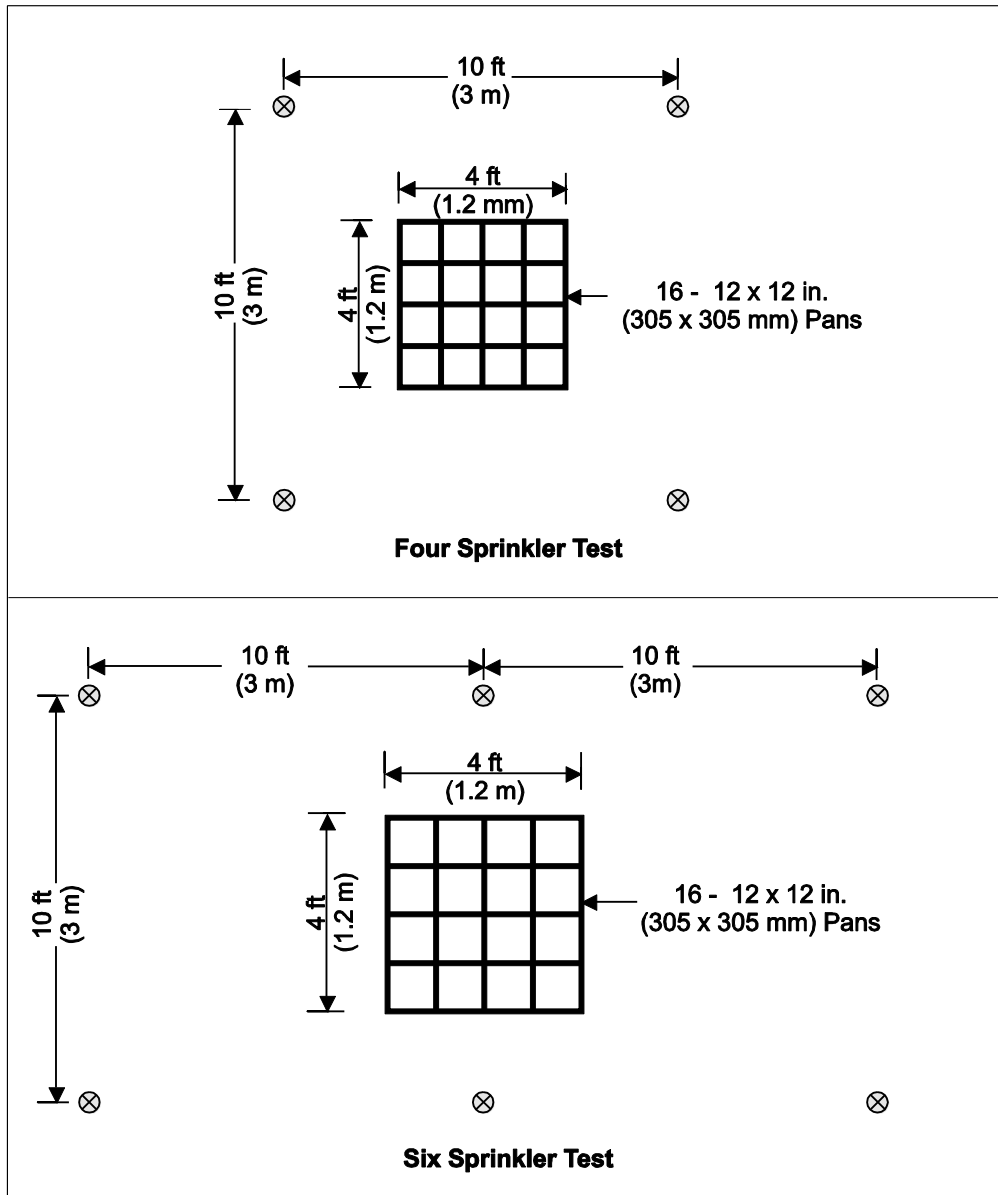 10 ft
(3 m)
4 ft
(1.2 mm)
10 ft
(3 m)
4 ft
(1.2 m)
16 - 12 x 12 in.
(305 x 305 mm) Pans
Four Sprinkler Test
10 ft
(3 m)
10 ft
(3m)
4 ft
(1.2 m)
10 ft
(3 m)
4 ft
(1.2 m)
16 - 12 x 12 in.
(305 x 305 mm) Pans
Six Sprinkler Test